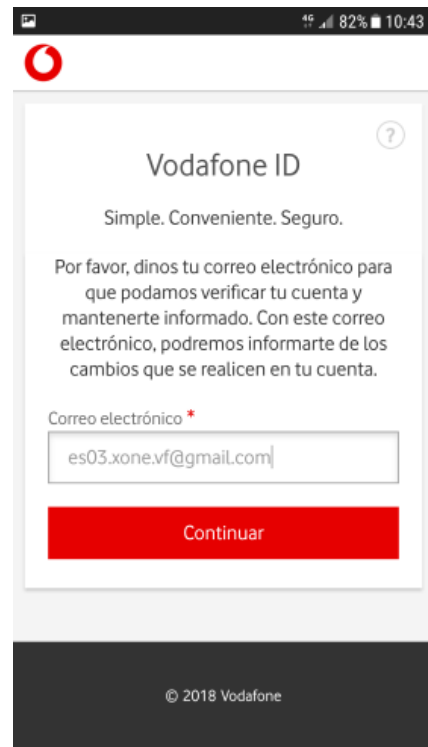 4G 82% 10:43
?
Vodafone ID
Simple. Conveniente. Seguro.
Por favor, dinos tu correo electrónico para
que podamos verificar tu cuenta y
mantenerte informado. Con este correo
electrónico, podremos informarte de los
cambios que se realicen en tu cuenta.
Correo electrónico *
es03.xone.vf@gmail.com
Continuar
© 2018 Vodafone